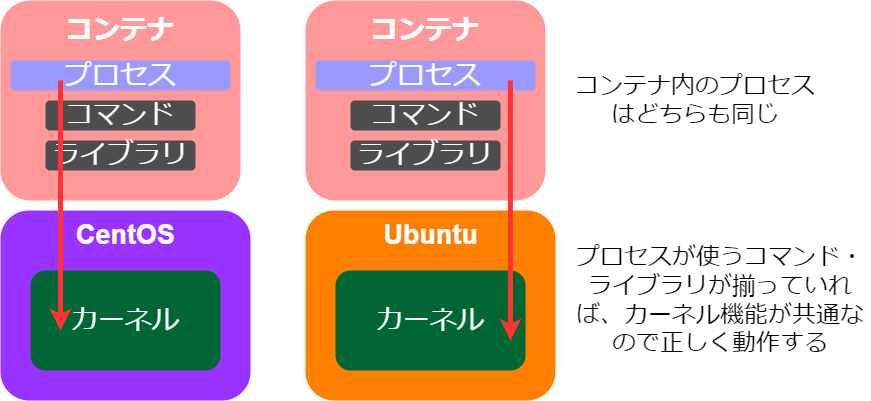 コンテナ
プロセス
コマンド
ライブラリ
CentOS
カーネル
コンテナ
プロセス
コマンド
ライブラリ
Ubuntu
カーネル
コンテナ内のプロセス
はどちらも同じ
プロセスが使うコマンド・
ライブラリが揃っていれ
ば、カーネル機能が共通な
ので正しく動作する